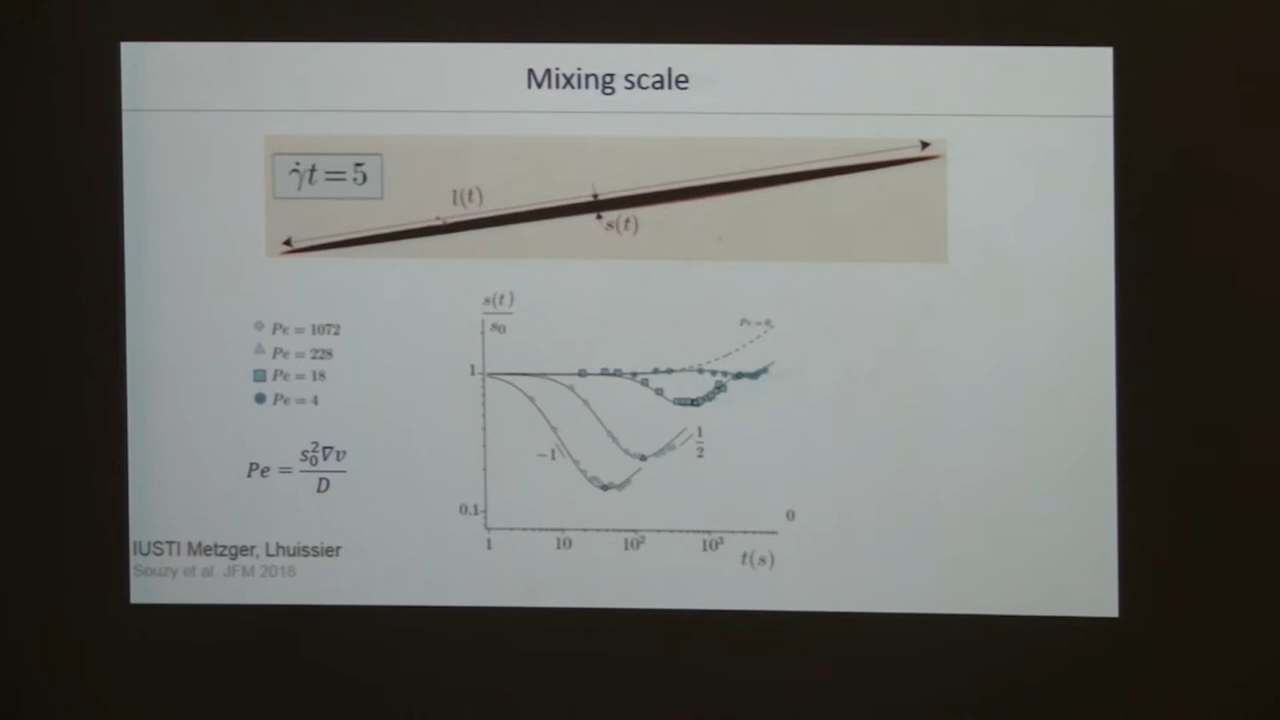 Mixing scale
γ̇t = 5
l(t)
s(t)
Pe = 1072
Pe = 228
Pe = 18
Pe = 4
Pe = s₀²∇v / D
s(t) / s₀
Pe = 0
1
−1
1/2
0.1
0
1 10 10² 10³
t(s)
IUSTI Metzger, Lhuissier
Souzy et al. JFM 2018